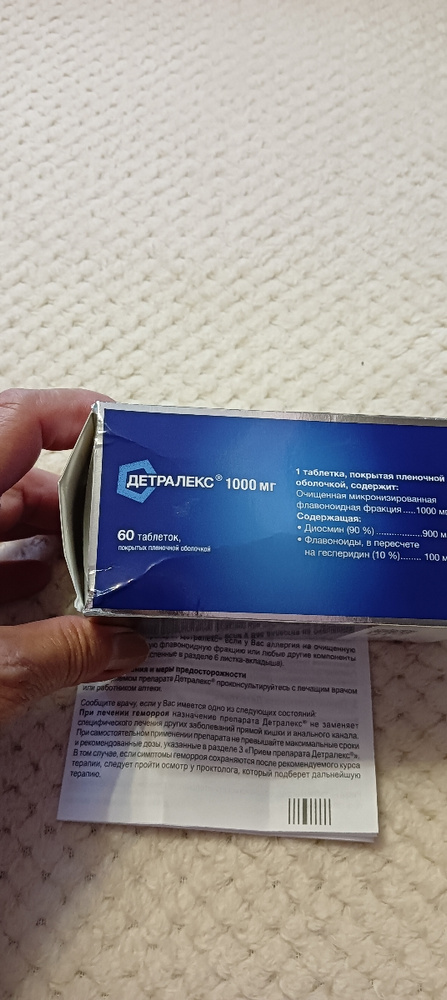 ДЕТРАЛЕКС® 1000 мг
60 таблеток,
покрытых пленочной оболочкой
1 таблетка, покрытая пленочной
оболочкой, содержит:
Очищенная микронизированная
флавоноидная фракция ....1000 м
Содержащая:
• Диосмин (90 %) ....................900 м
• Флавоноиды, в пересчете
на гесперидин (10 %)....... 100 м
если у Вас аллергия на очищенную
флавоноидную фракцию или любые другие компоненты
в разделе 6 листка-вкладыша).
и меры предосторожности
препарата Детралекс® проконсультируйтесь с лечащим врачом
или работником аптеки.
Сообщите врачу, если у Вас имеется одно из следующих состояний:
При лечении геморроя назначение препарата Детралекс® не заменяет
специфического лечения других заболеваний прямой кишки и анального канала.
При самостоятельном применении препарата не превышайте максимальные сроки
и рекомендованные дозы, указанные в разделе 3 «Прием препарата Детралекс®».
В том случае, если симптомы геморроя сохраняются после рекомендуемого курса
терапии, следует пройти осмотр у проктолога, который подберет дальнейшую
терапию.